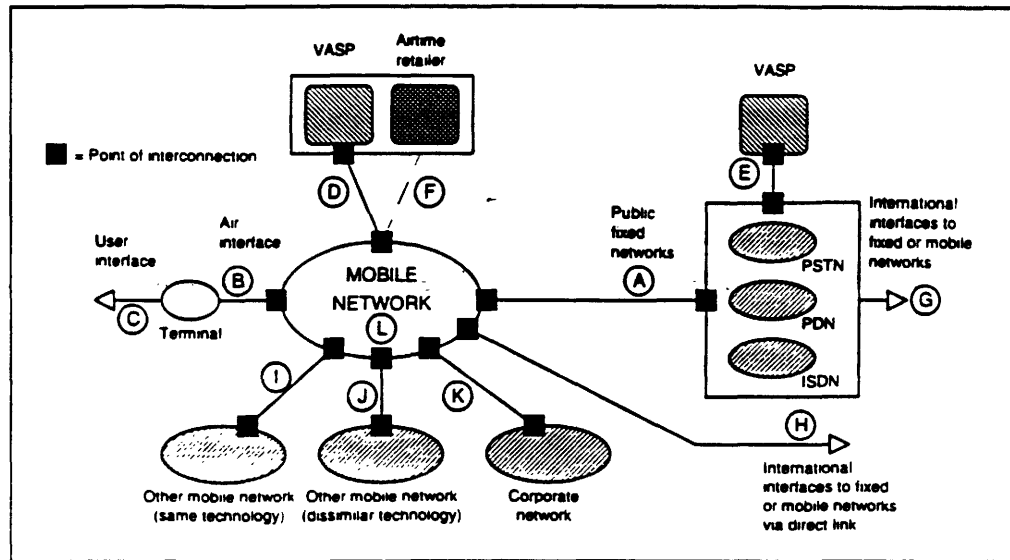 VASP
Airtime
retailer
VASP
= Point of interconnection
D
F
E
User
interface
Air
interface
Public
fixed
networks
International
interfaces to
fixed or mobile
networks
B
C
Terminal
MOBILE
NETWORK
L
A
PSTN
PDN
ISDN
G
I
J
K
H
Other mobile network
(same technology)
Other mobile network
(dissimilar technology)
Corporate
network
International
interfaces to fixed
or mobile networks
via direct link